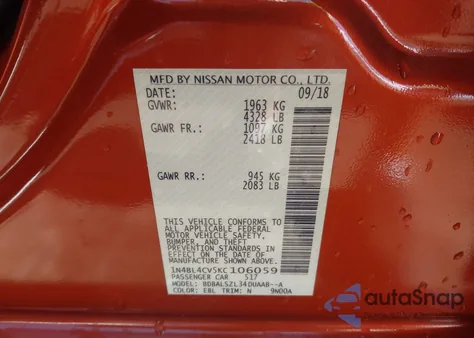 MFD BY NISSAN MOTOR CO., LTD.
DATE: 09/18
GVWR: 1963 KG
4328 LB
GAWR FR.: 1097 KG
2418 LB
GAWR RR.: 945 KG
2083 LB
THIS VEHICLE CONFORMS TO
ALL APPLICABLE FEDERAL
MOTOR VEHICLE SAFETY,
BUMPER, AND THEFT
PREVENTION STANDARDS IN
EFFECT ON THE DATE OF
MANUFACTURE SHOWN ABOVE.
1N4BL4CV5KC106059
PASSENGER CAR 517
MODEL: BDBALSZL34DUAAB--A
COLOR: EBL TRIM: N 9W00A
autoSnap